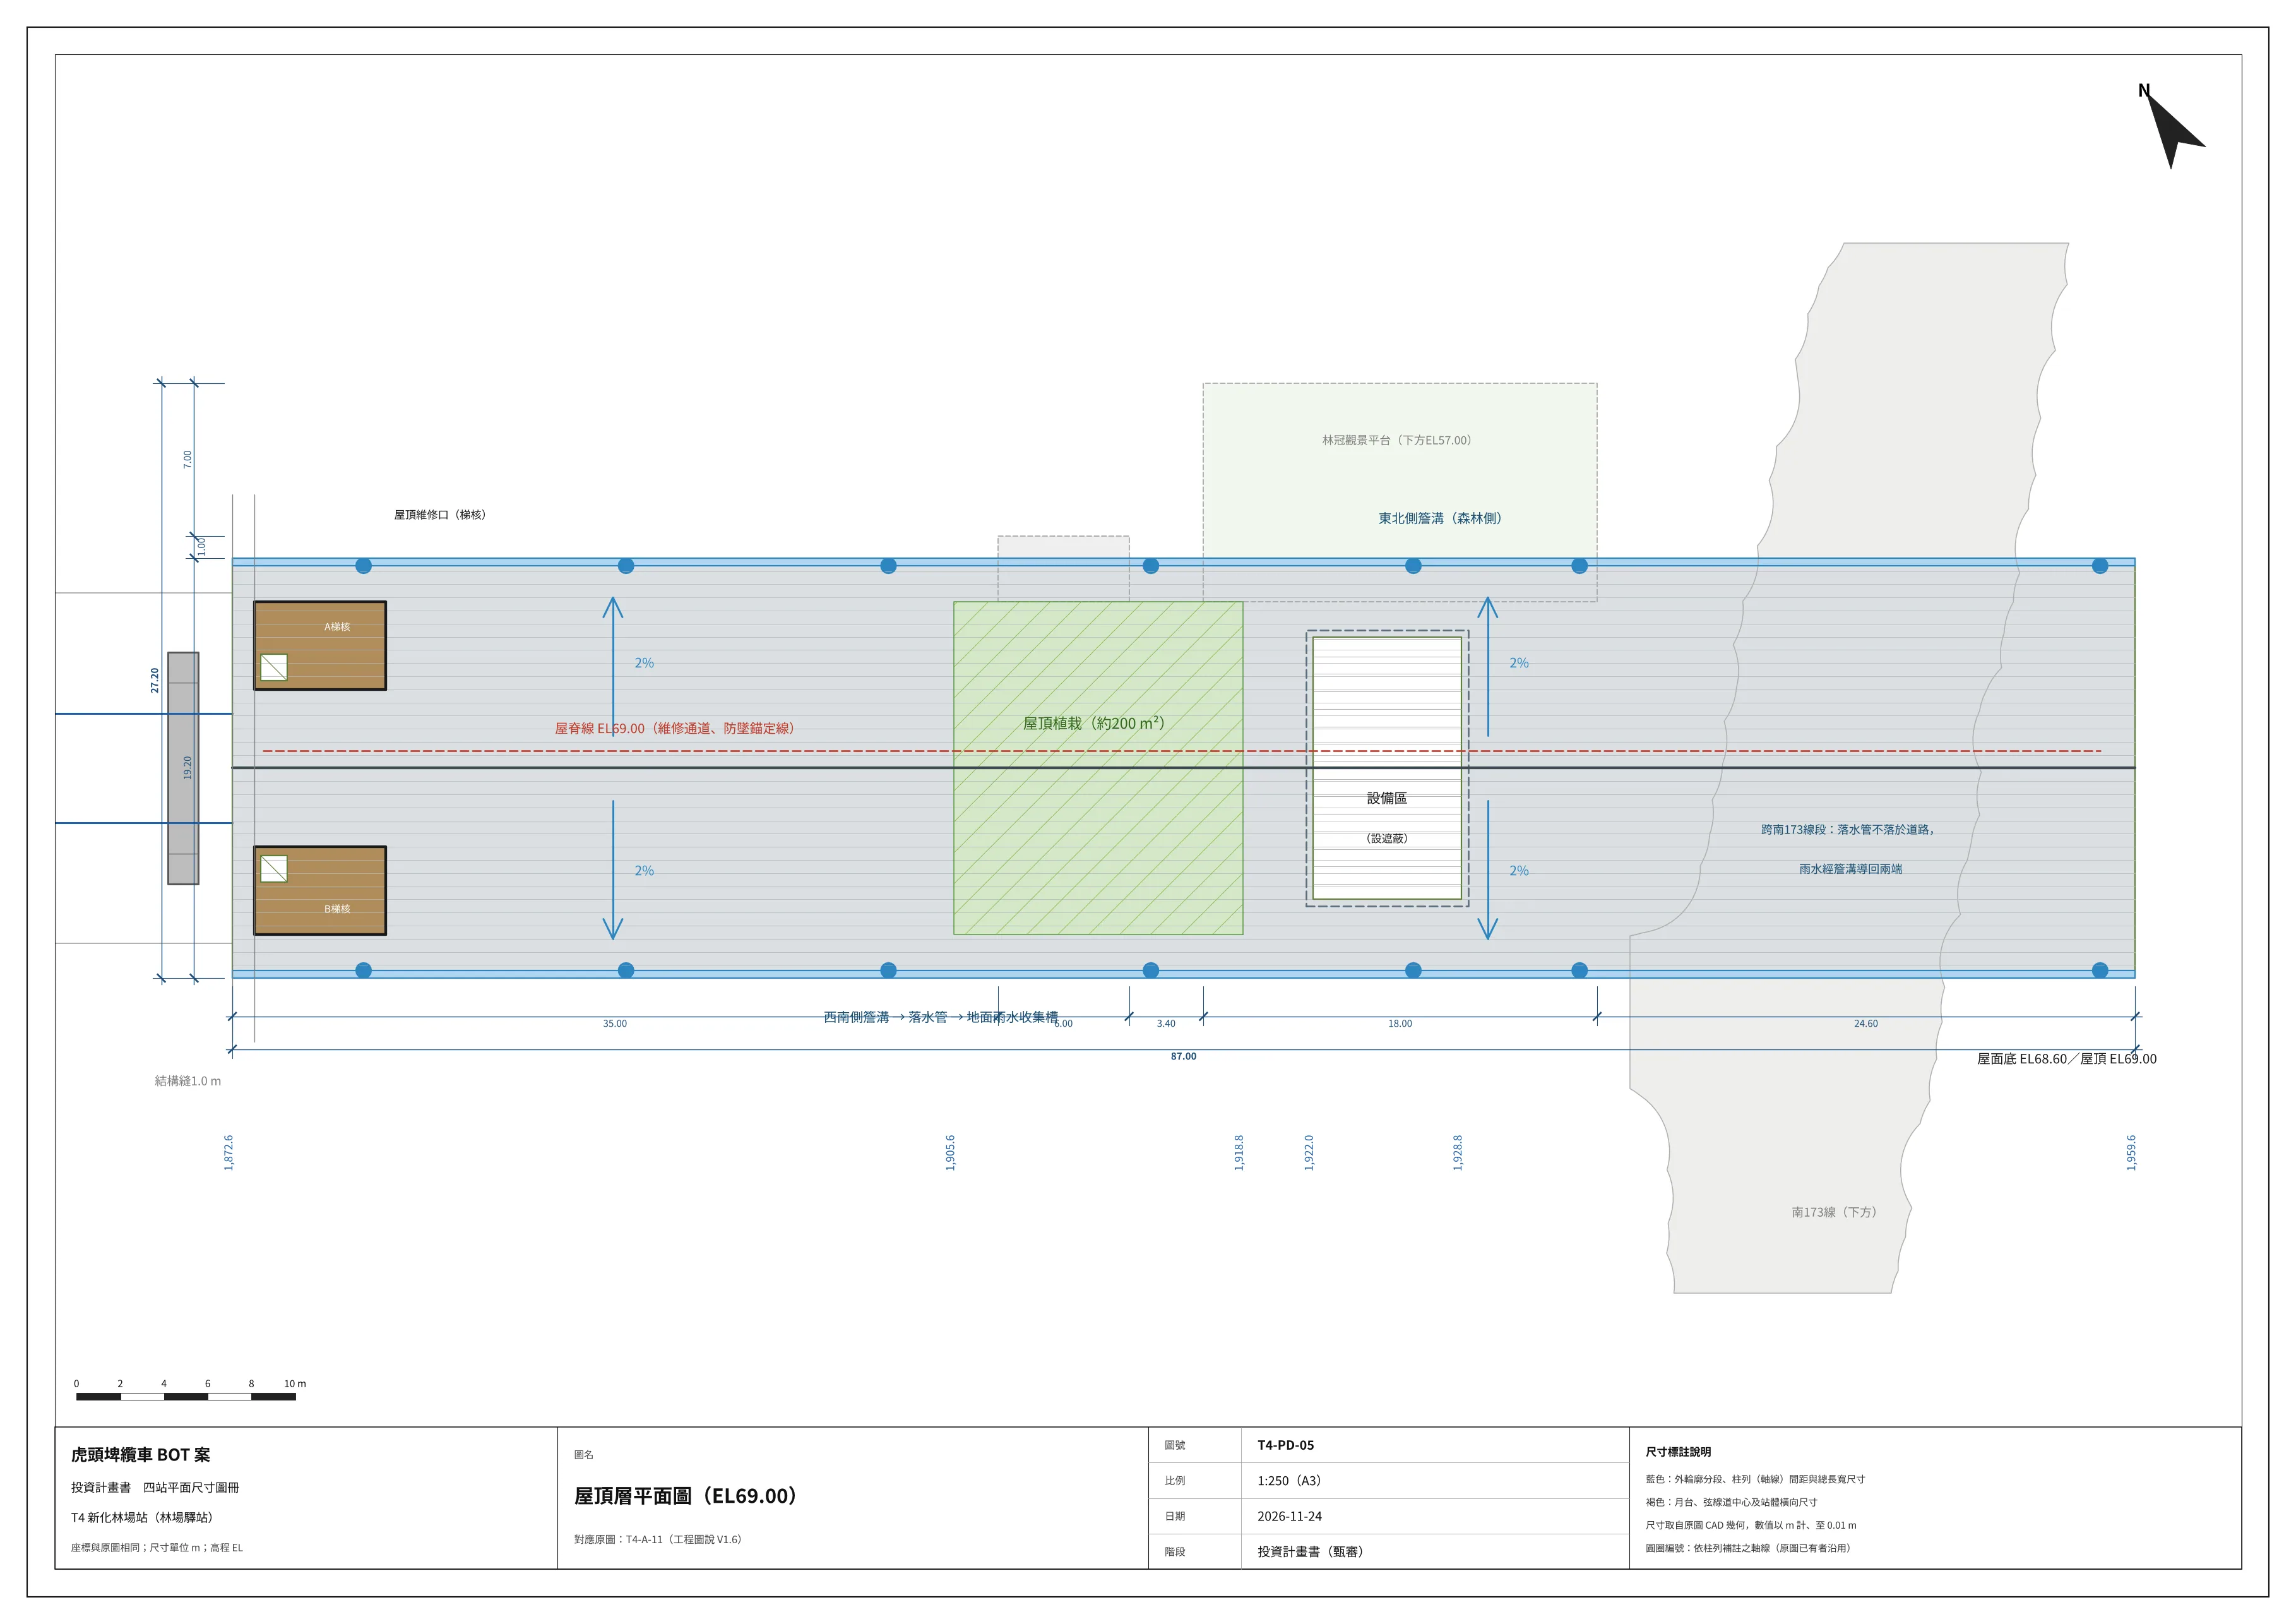 N
林冠觀景平台（下方EL57.00）
7.00
屋頂維修口（梯核）
東北側簷溝（森林側）
1.00
A梯核
2%
2%
27.20
屋脊線 EL69.00（維修通道、防墜錨定線）
屋頂植栽（約200 m²）
19.20
設備區
（設遮蔽）
跨南173線段：落水管不落於道路，
雨水經簷溝導回兩端
2%
2%
B梯核
西南側簷溝 → 落水管 → 地面雨水收集槽
35.00
6.00
3.40
18.00
24.60
87.00
屋面底 EL68.60／屋頂 EL69.00
結構縫1.0 m
1,872.6
1,905.6
1,918.8
1,922.0
1,928.8
1,959.6
南173線（下方）
0 2 4 6 8 10 m
虎頭埤纜車 BOT 案
投資計畫書　四站平面尺寸圖冊
T4 新化林場站（林場驛站）
座標與原圖相同；尺寸單位 m；高程 EL
圖名
屋頂層平面圖（EL69.00）
對應原圖：T4-A-11（工程圖說 V1.6）
圖號 T4-PD-05
比例 1:250（A3）
日期 2026-11-24
階段 投資計畫書（甄審）
尺寸標註說明
藍色：外輪廓分段、柱列（軸線）間距與總長寬尺寸
褐色：月台、弦線道中心及站體橫向尺寸
尺寸取自原圖 CAD 幾何，數值以 m 計、至 0.01 m
圓圈編號：依柱列補註之軸線（原圖已有者沿用）